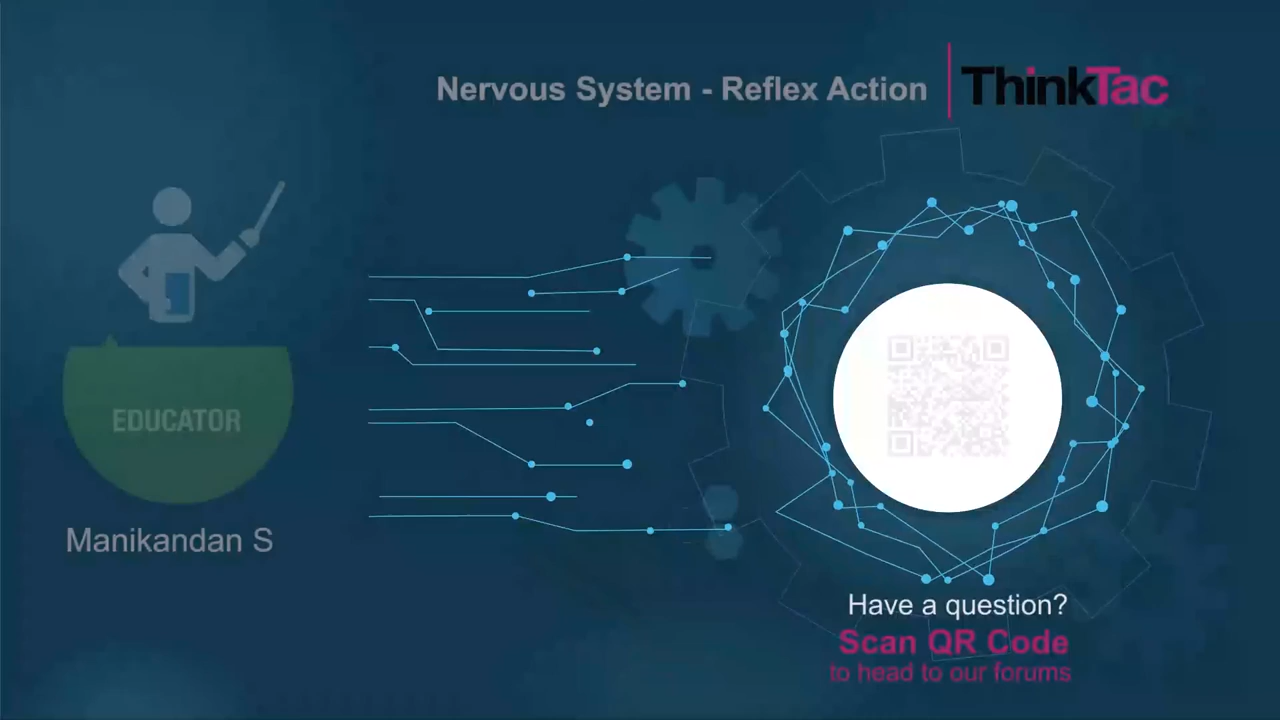 Nervous System - Reflex Action
ThinkTac
EDUCATOR
Manikandan S
Have a question?
Scan QR Code
to head to our forums